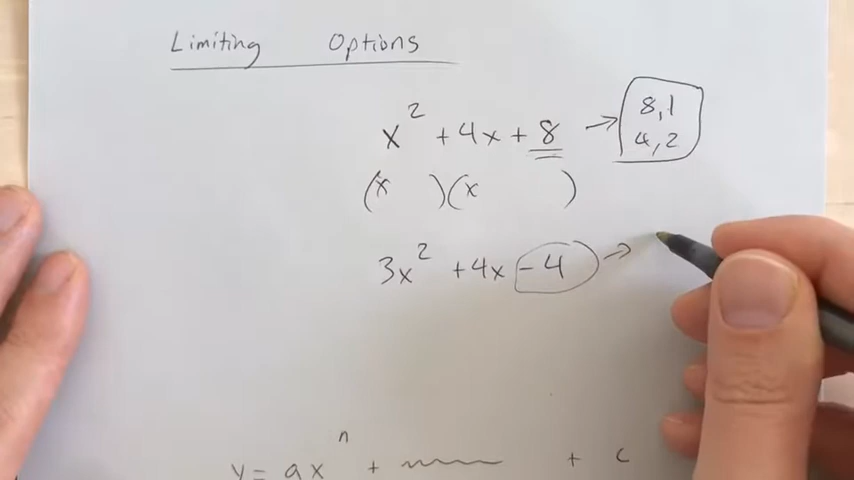 Limiting Options
x² + 4x + 8 → 8,1
4,2
(x )(x )
3x² + 4x - 4 →
y = ax^n + + c